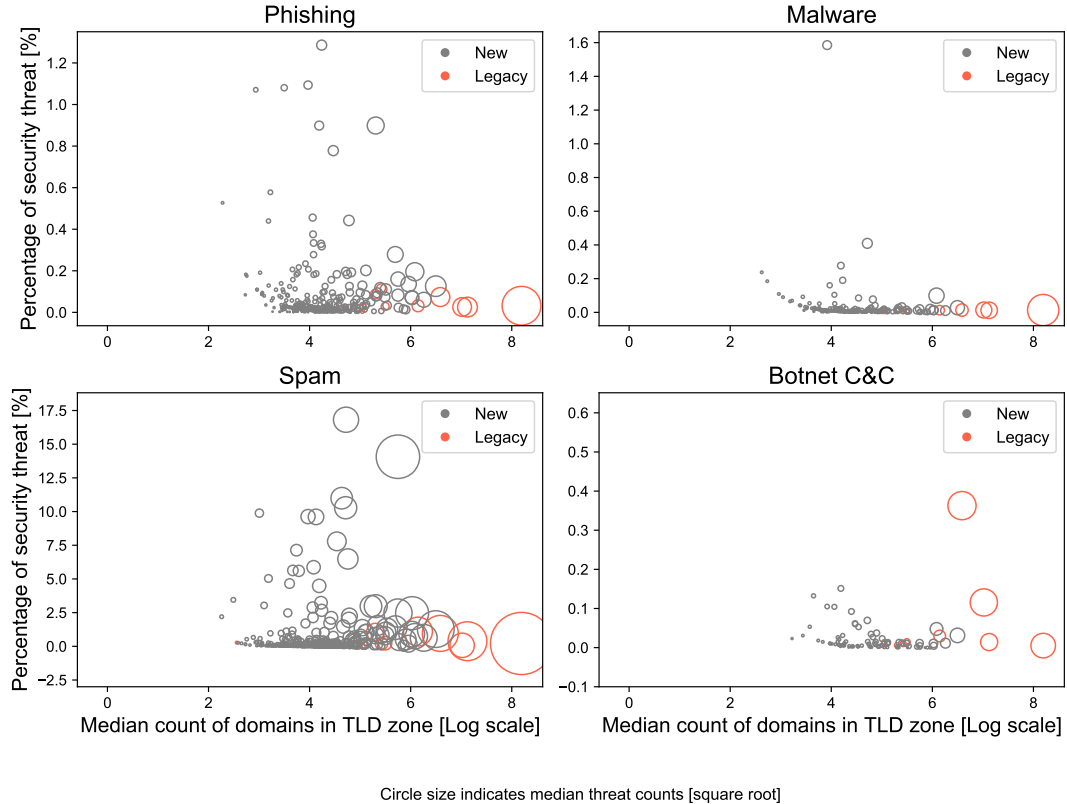 Phishing
Percentage of security threat [%]
1.2
1.0
0.8
0.6
0.4
0.2
0.0
0 2 4 6 8
New
Legacy
Malware
1.6
1.4
1.2
1.0
0.8
0.6
0.4
0.2
0.0
0 2 4 6 8
New
Legacy
Spam
Percentage of security threat [%]
17.5
15.0
12.5
10.0
7.5
5.0
2.5
0.0
−2.5
0 2 4 6 8
Median count of domains in TLD zone [Log scale]
New
Legacy
Botnet C&C
0.6
0.5
0.4
0.3
0.2
0.1
0.0
−0.1
0 2 4 6 8
Median count of domains in TLD zone [Log scale]
New
Legacy
Circle size indicates median threat counts [square root]